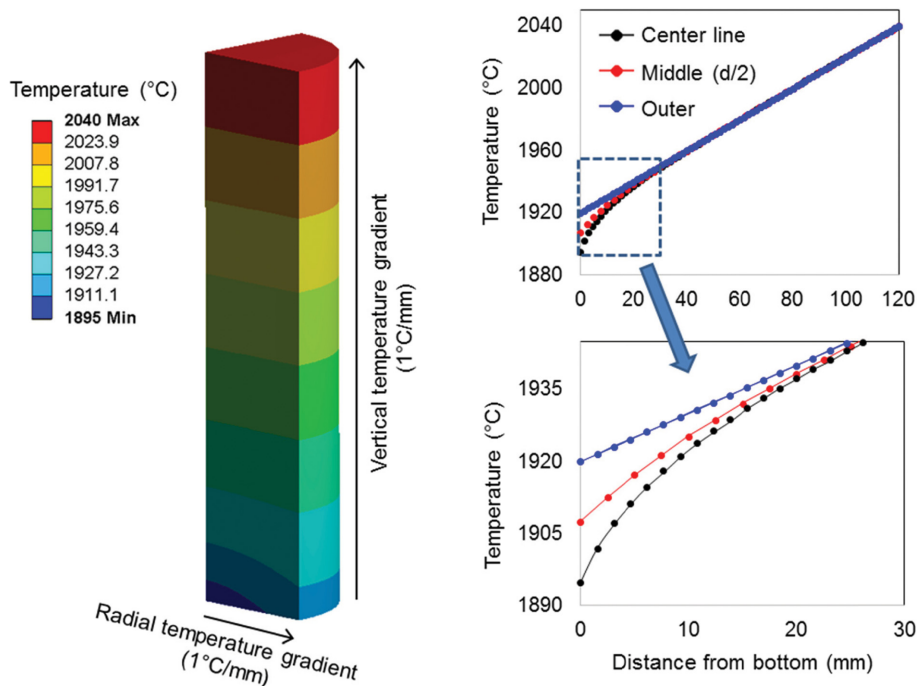 Temperature (°C)
2040 Max
2023.9
2007.8
1991.7
1975.6
1959.4
1943.3
1927.2
1911.1
1895 Min
Vertical temperature gradient
(1°C/mm)
Radial temperature gradient
(1°C/mm)
Temperature (°C)
2040
2000
1960
1920
1880
Center line
Middle (d/2)
Outer
0 20 40 60 80 100 120
Temperature (°C)
1935
1920
1905
1890
0 10 20 30
Distance from bottom (mm)